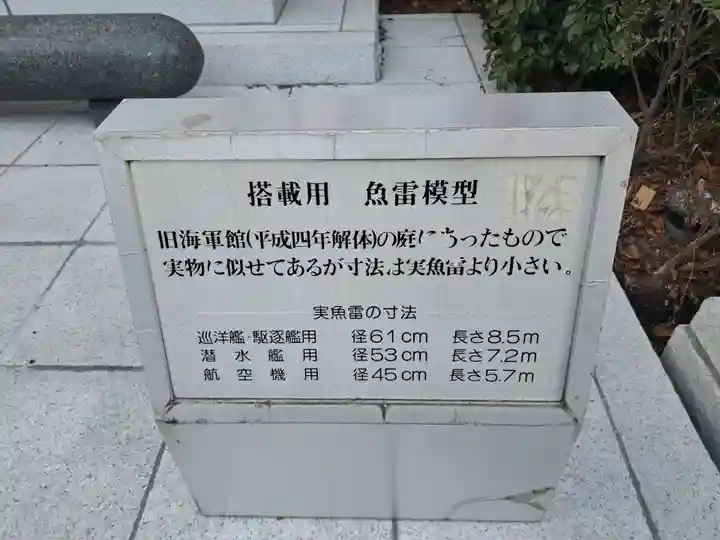 搭載用　魚雷模型
旧海軍館(平成四年解体)の庭にあったもので
実物に似せてあるが寸法は実魚雷より小さい。
実魚雷の寸法
巡洋艦・駆逐艦用　径61cm　長さ8.5m
潜水艦用　径53cm　長さ7.2m
航空機用　径45cm　長さ5.7m